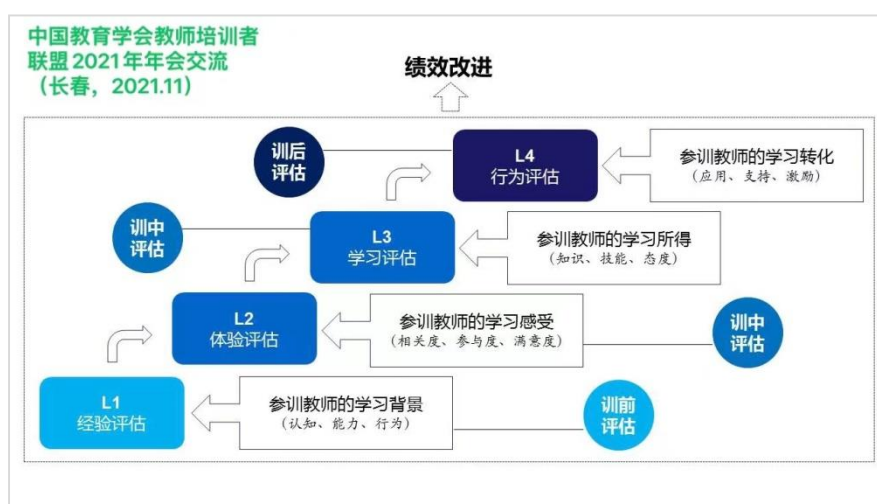 中国教育学会教师培训者
联盟2021年年会交流
（长春，2021.11）
绩效改进
训后
评估
L4
行为评估
参训教师的学习转化
（应用、支持、激励）
训中
评估
L3
学习评估
参训教师的学习所得
（知识、技能、态度）
L2
体验评估
参训教师的学习感受
（相关度、参与度、满意度）
训中
评估
L1
经验评估
参训教师的学习背景
（认知、能力、行为）
训前
评估